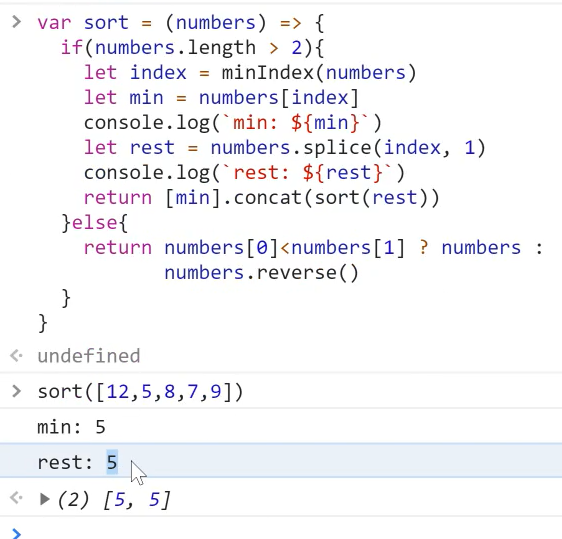 var sort = (numbers) => {
if(numbers.length > 2){
let index = minIndex(numbers)
let min = numbers[index]
console.log(`min: ${min}`)
let rest = numbers.splice(index, 1)
console.log(`rest: ${rest}`)
return [min].concat(sort(rest))
}else{
return numbers[0]<numbers[1] ? numbers :
numbers.reverse()
}
}
undefined
sort([12,5,8,7,9])
min: 5
rest: 5
(2) [5, 5]